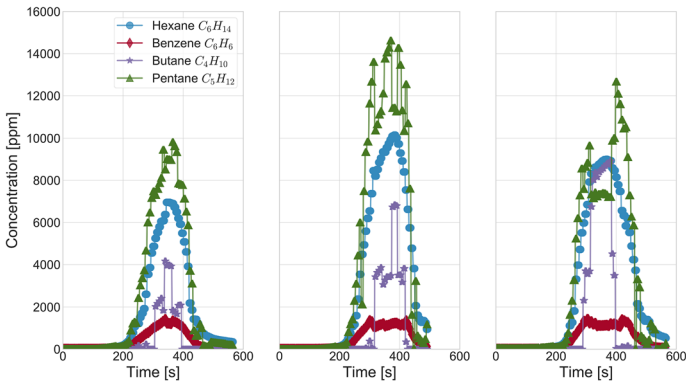 16000
14000
12000
10000
8000
6000
4000
2000
0
Concentration [ppm]
Hexane C₆H₁₄
Benzene C₆H₆
Butane C₄H₁₀
Pentane C₅H₁₂
0 200 400 600
0 200 400 600
0 200 400 600
Time [s]
Time [s]
Time [s]